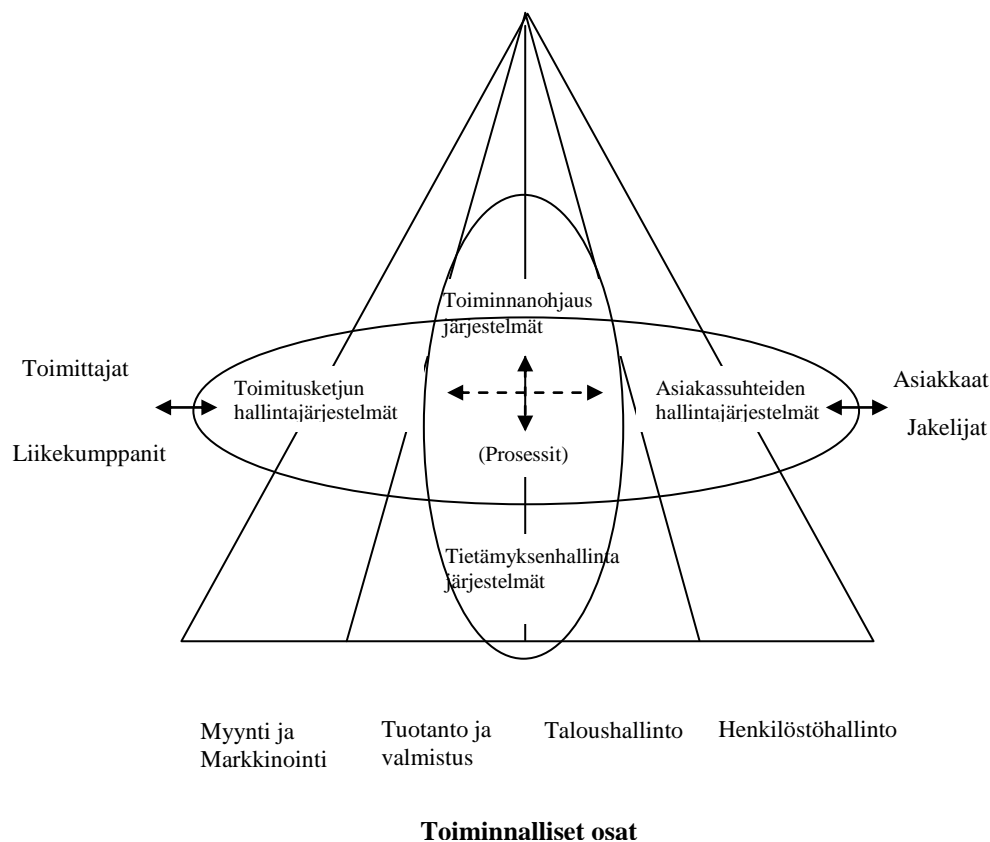 Toiminnanohjaus
järjestelmät
Toimittajat
Liikekumppanit
Toimitusketjun
hallintajärjestelmät
(Prosessit)
Asiakassuhteiden
hallintajärjestelmät
Asiakkaat
Jakelijat
Tietämyksenhallinta
järjestelmät
Myynti ja
Markkinointi
Tuotanto ja
valmistus
Taloushallinto
Henkilöstöhallinto
Toiminnalliset osat